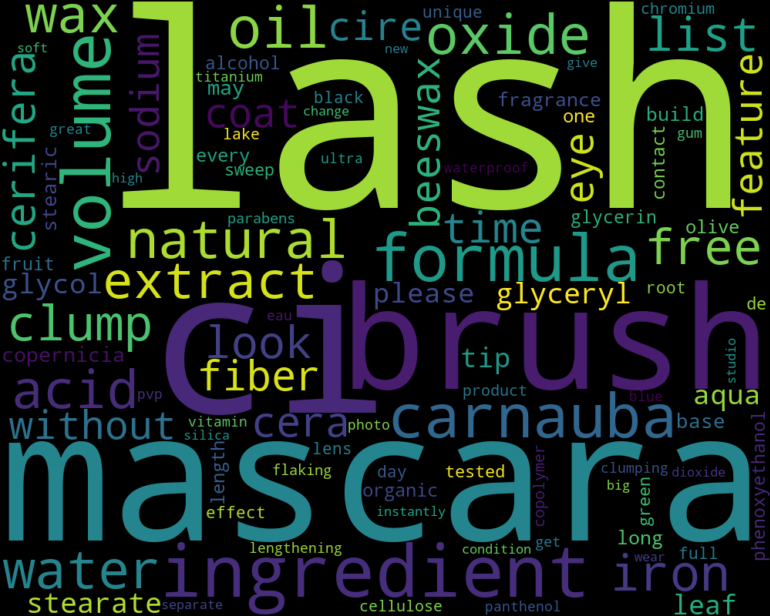 wax
oil
cire
unique
oxide
chromium
list
lash
soft
cerifera
great
stearic
volume
high
sodium
alcohol
titanium
may
coat
lake
every
sweep
black
change
ultra
new
beeswax
waterproof
fragrance
give
one
eye
contact
build
gum
feature
parabens
natural
time
formula
glycerin
olive
free
fruit
glycol
extract
please
glyceryl
root
de
clump
copernicia
ci
eau
look
fiber
brush
tip
studio
product
blue
aqua
acid
pvp
without
vitamin
silica
cera
photo
carnauba
base
mascara
length
lens
flaking
effect
day
organic
instantly
tested
copolymer
clumping
dioxide
big
green
phenoxyethanol
long
lengthening
condition
get
full
wear
water
ingredient
iron
stearate
separate
cellulose
panthenol
leaf